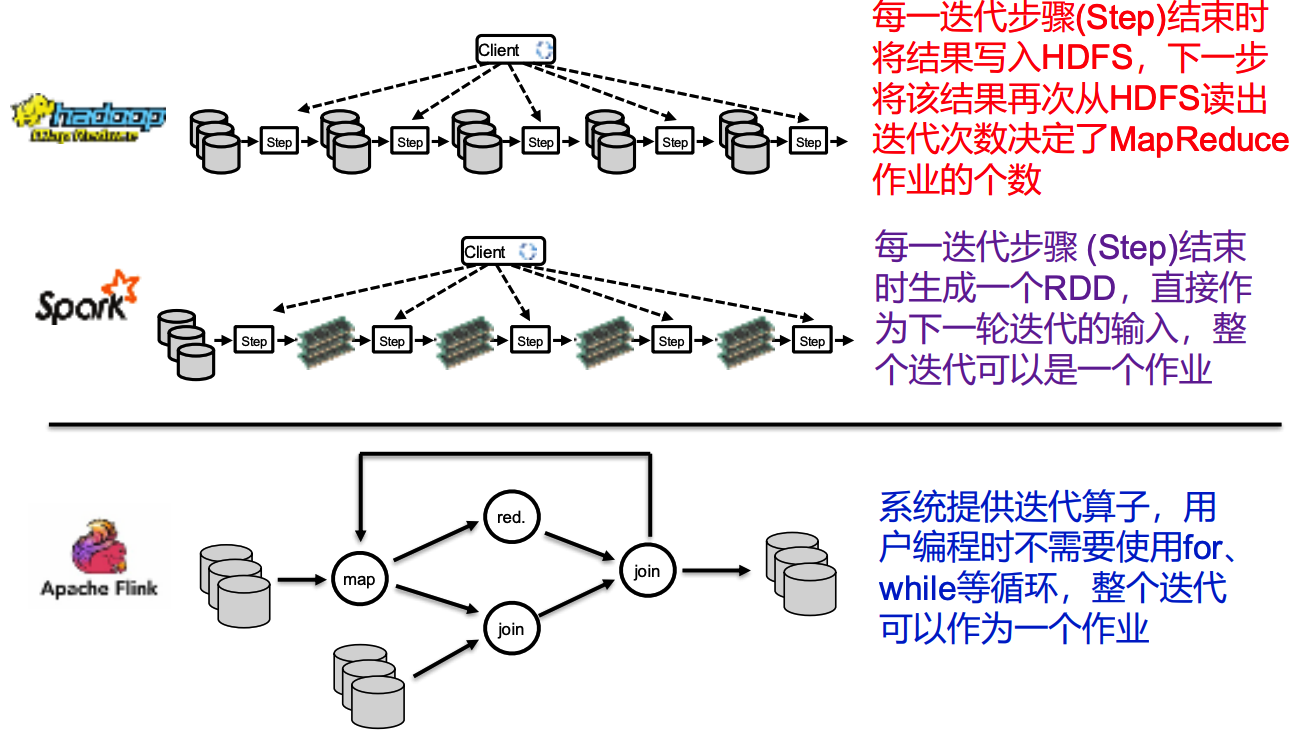 每一迭代步骤(Step)结束时
将结果写入HDFS，下一步
将该结果再次从HDFS读出
迭代次数决定了MapReduce
作业的个数
Client
hadoop
Step Step Step Step Step
每一迭代步骤 (Step)结束
时生成一个RDD，直接作
为下一轮迭代的输入，整
个迭代可以是一个作业
Client
Spark
Step Step Step Step Step
系统提供迭代算子，用
户编程时不需要使用for、
while等循环，整个迭代
可以作为一个作业
red.
map
join
join
Apache Flink